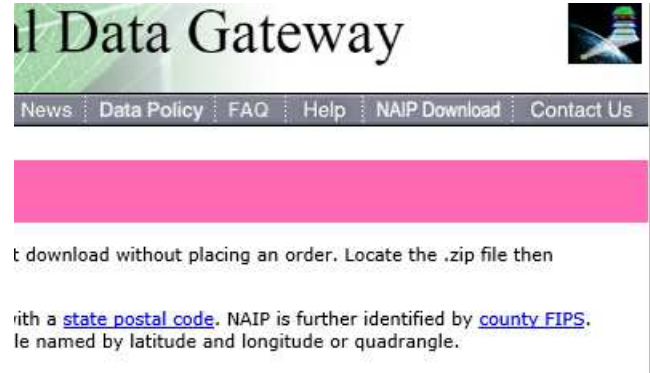 Data Gateway
News Data Policy FAQ Help NAIP Download Contact Us
download without placing an order. Locate the .zip file then
with a state postal code. NAIP is further identified by county FIPS.
named by latitude and longitude or quadrangle.